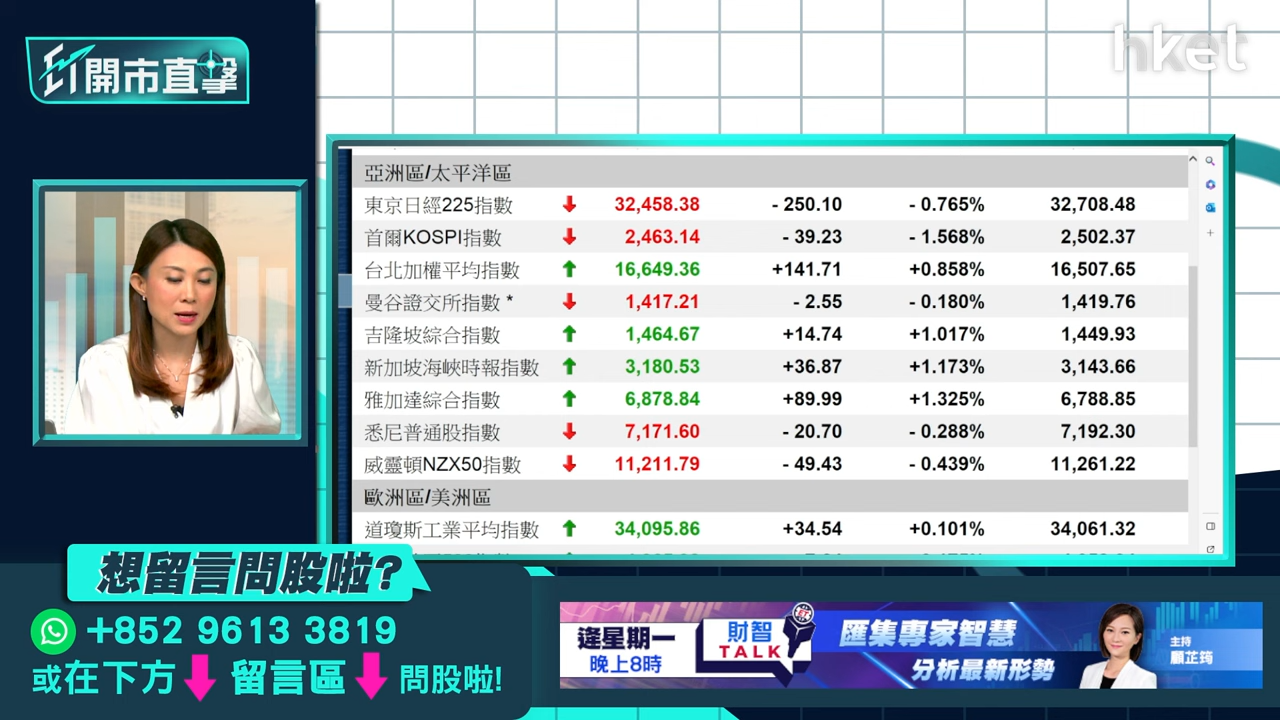 ET開市直擊
hket
亞洲區/太平洋區
東京日經225指數 32,458.38 - 250.10 - 0.765% 32,708.48
首爾KOSPI指數 2,463.14 - 39.23 - 1.568% 2,502.37
台北加權平均指數 16,649.36 +141.71 +0.858% 16,507.65
曼谷證交所指數 * 1,417.21 - 2.55 - 0.180% 1,419.76
吉隆坡綜合指數 1,464.67 +14.74 +1.017% 1,449.93
新加坡海峽時報指數 3,180.53 +36.87 +1.173% 3,143.66
雅加達綜合指數 6,878.84 +89.99 +1.325% 6,788.85
悉尼普通股指數 7,171.60 - 20.70 - 0.288% 7,192.30
威靈頓NZX50指數 11,211.79 - 49.43 - 0.439% 11,261.22
歐洲區/美洲區
道瓊斯工業平均指數 34,095.86 +34.54 +0.101% 34,061.32
想留言問股啦?
+852 9613 3819
或在下方 留言區 問股啦!
逢星期一
晚上8時
財智
TALK
匯集專家智慧
分析最新形勢
主持
顧芷筠